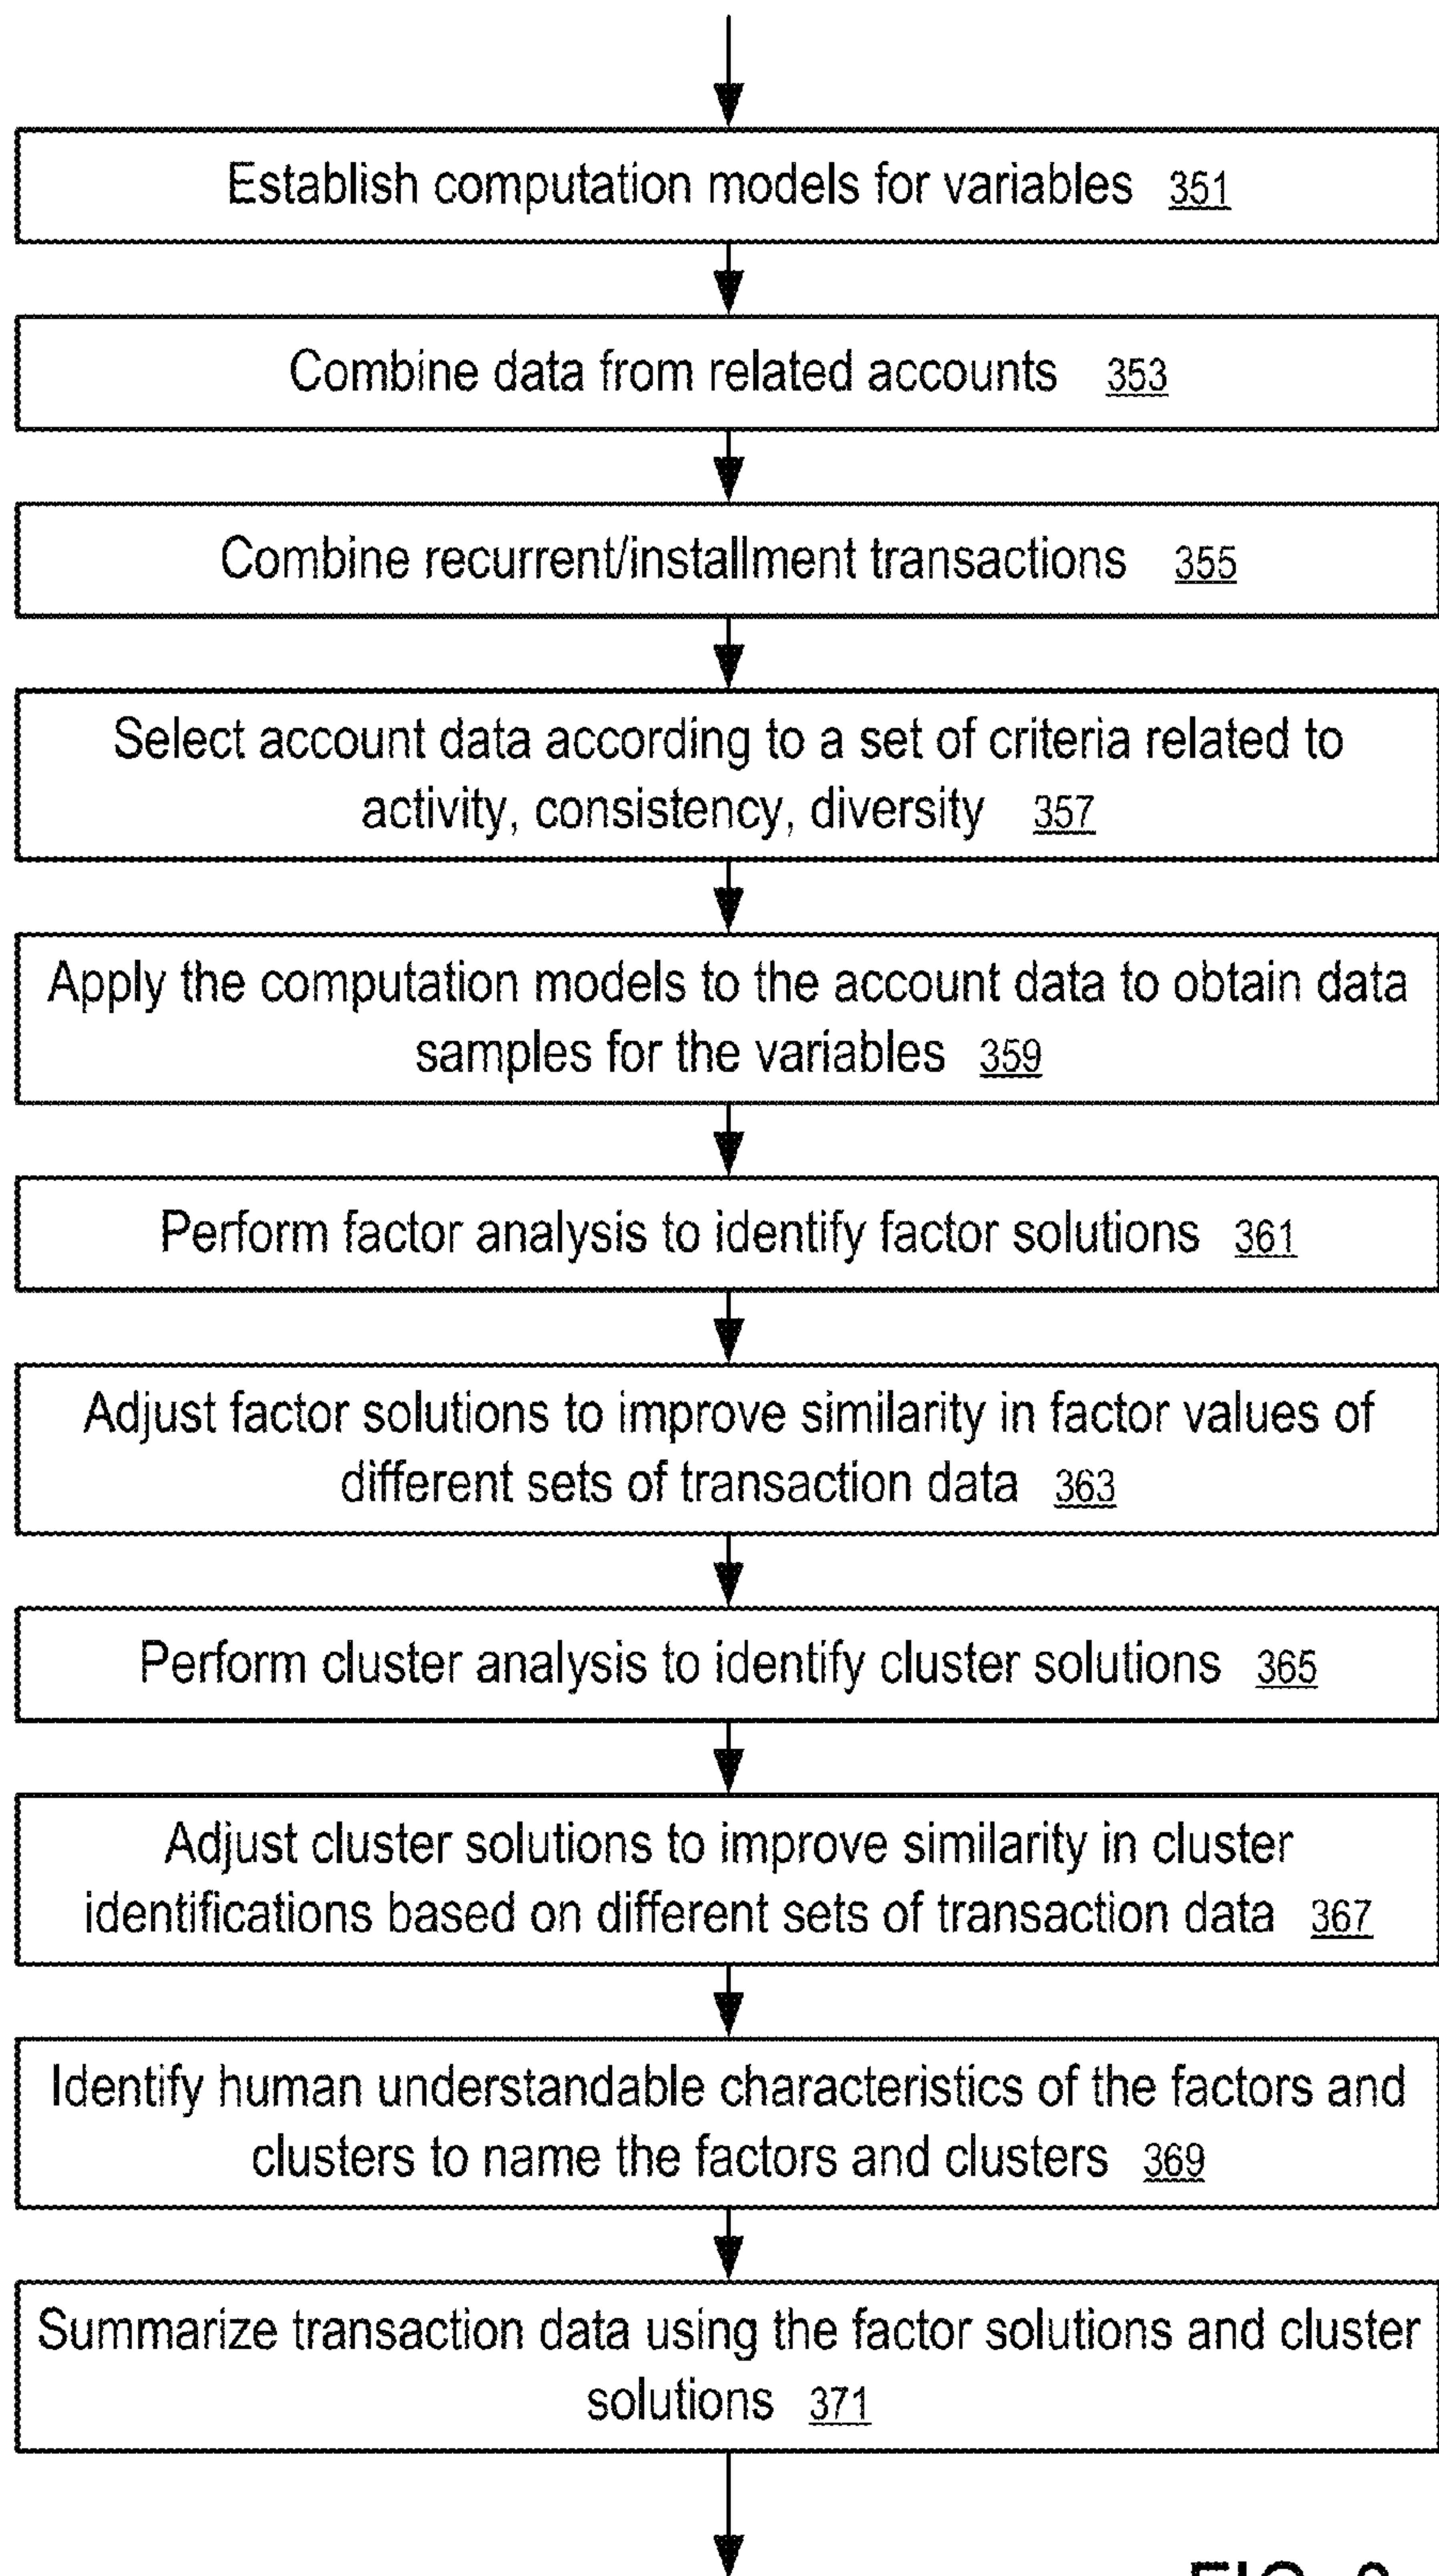 Establish computation models for variables 351
Combine data from related accounts 353
Combine recurrent/installment transactions 355
Select account data according to a set of criteria related to
activity, consistency, diversity 357
Apply the computation models to the account data to obtain data
samples for the variables 359
Perform factor analysis to identify factor solutions 361
Adjust factor solutions to improve similarity in factor values of
different sets of transaction data 363
Perform cluster analysis to identify cluster solutions 365
Adjust cluster solutions to improve similarity in cluster
identifications based on different sets of transaction data 367
Identify human understandable characteristics of the factors and
clusters to name the factors and clusters 369
Summarize transaction data using the factor solutions and cluster
solutions 371
FIG.